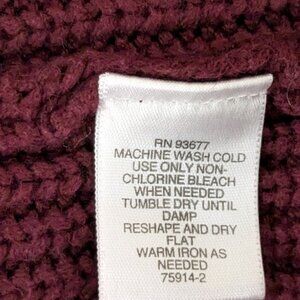 RN 93677
MACHINE WASH COLD
USE ONLY NON-
CHLORINE BLEACH
WHEN NEEDED
TUMBLE DRY UNTIL
DAMP
RESHAPE AND DRY
FLAT
WARM IRON AS
NEEDED
75914-2